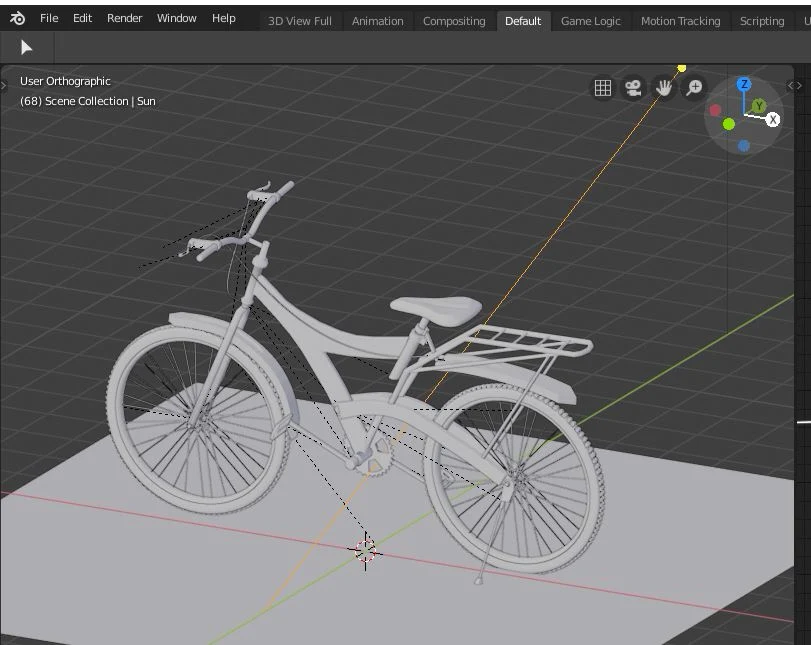 File Edit Render Window Help 3D View Full Animation Compositing Default Game Logic Motion Tracking Scripting
User Orthographic
(68) Scene Collection | Sun
Z
Y
X